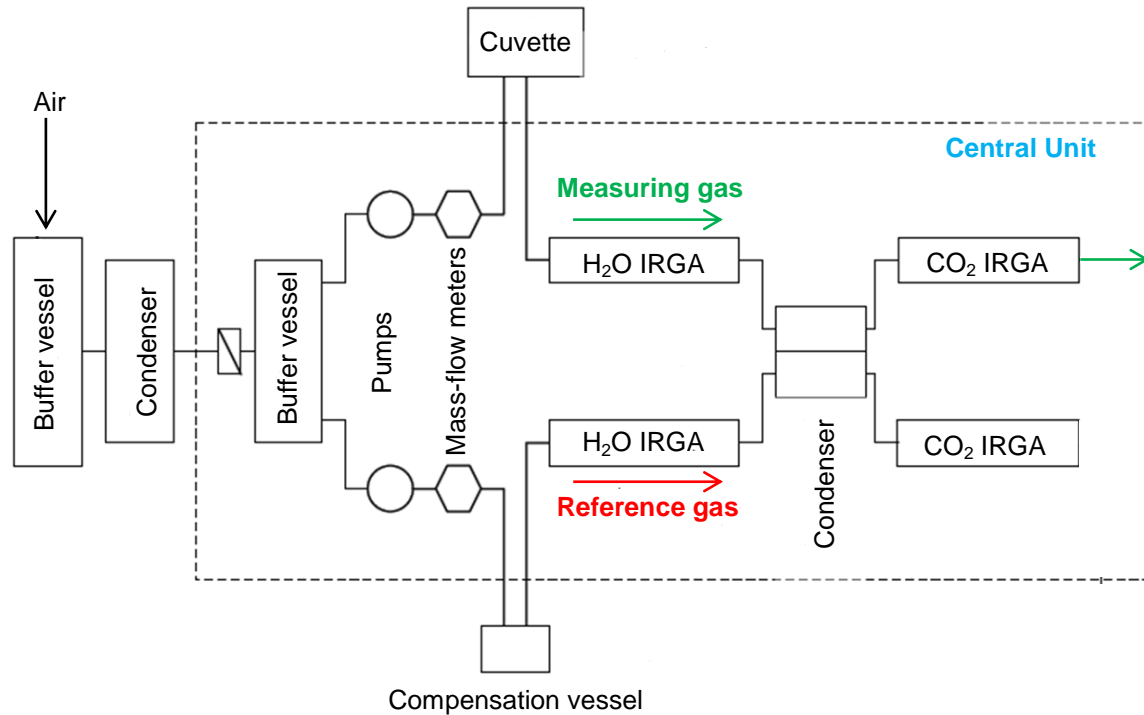 Cuvette
Air
Central Unit
Measuring gas
H₂O IRGA
CO₂ IRGA
Buffer vessel
Condenser
Buffer vessel
Pumps
Mass-flow meters
H₂O IRGA
CO₂ IRGA
Reference gas
Condenser
Compensation vessel